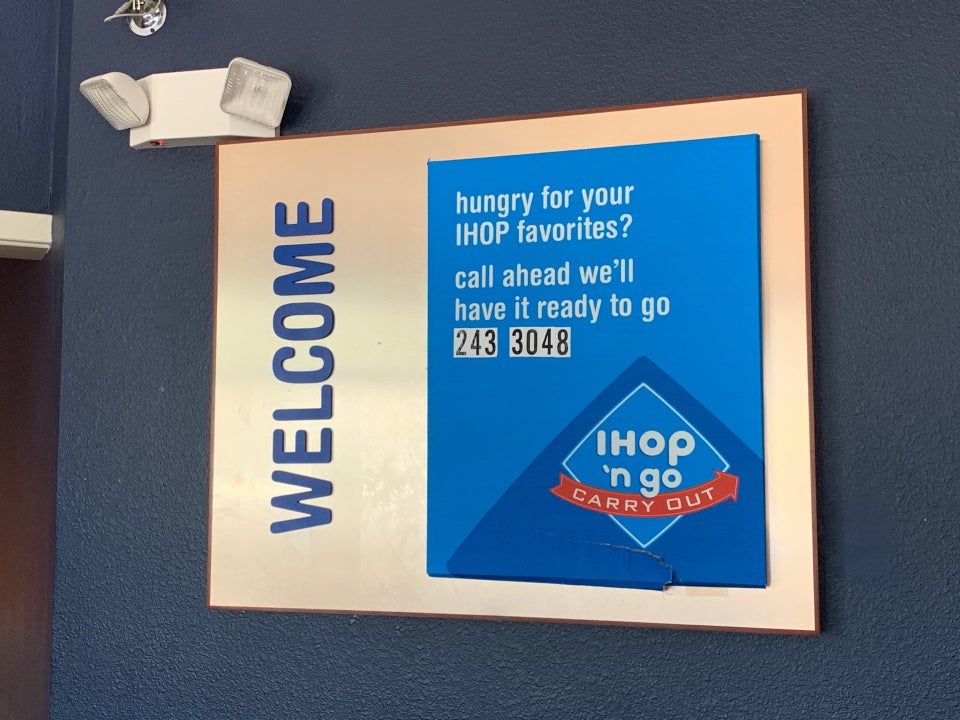 WELCOME
hungry for your
IHOP favorites?
call ahead we'll
have it ready to go
243 3048
IHOP
'n go
CARRY OUT